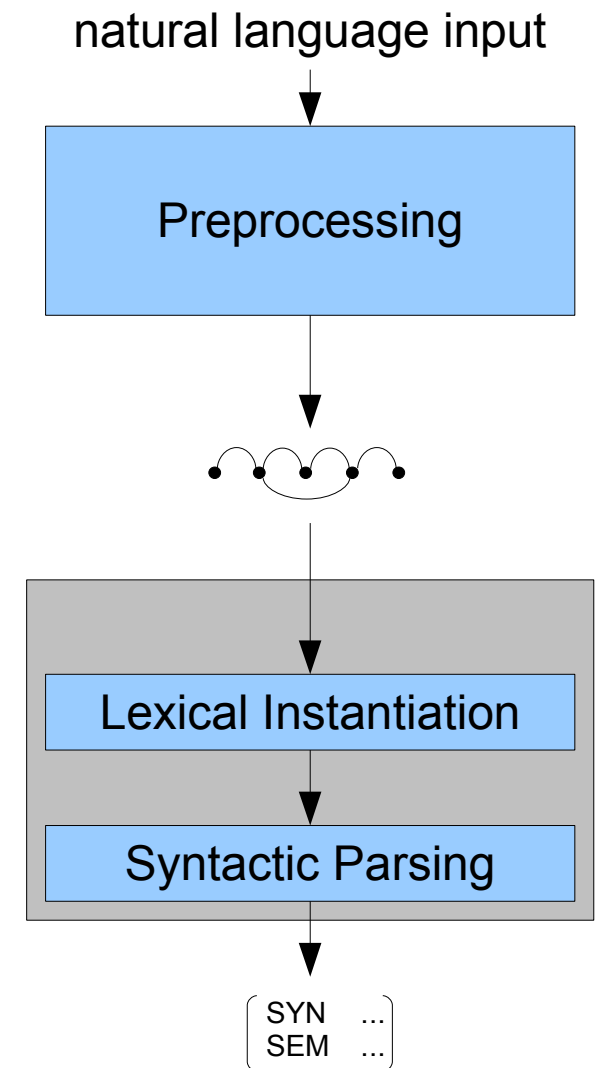 natural language input
Preprocessing
Lexical Instantiation
Syntactic Parsing
SYN ...
SEM ...